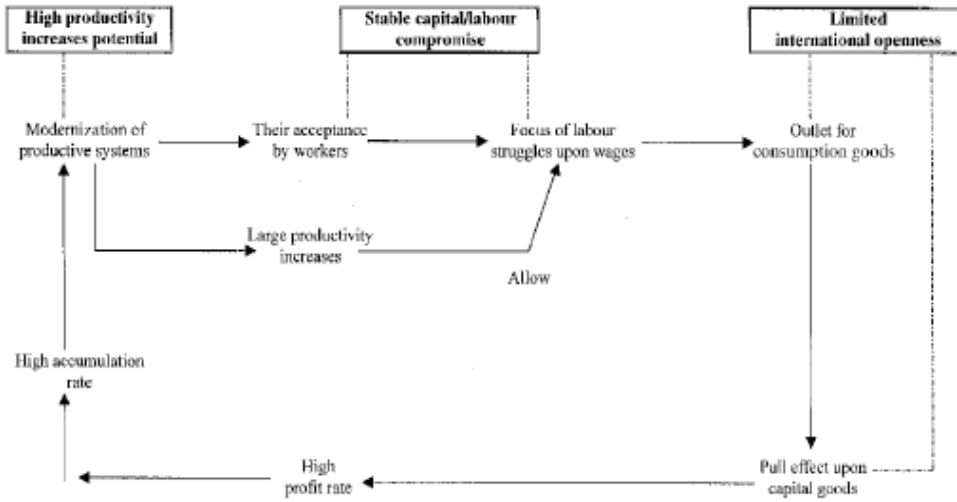 High productivity
increases potential
Stable capital/labour
compromise
Limited
international openness
Modernization of
productive systems
Their acceptance
by workers
Focus of labour
struggles upon wages
Outlet for
consumption goods
Large productivity
increases
Allow
High accumulation
rate
High
profit rate
Pull effect upon
capital goods